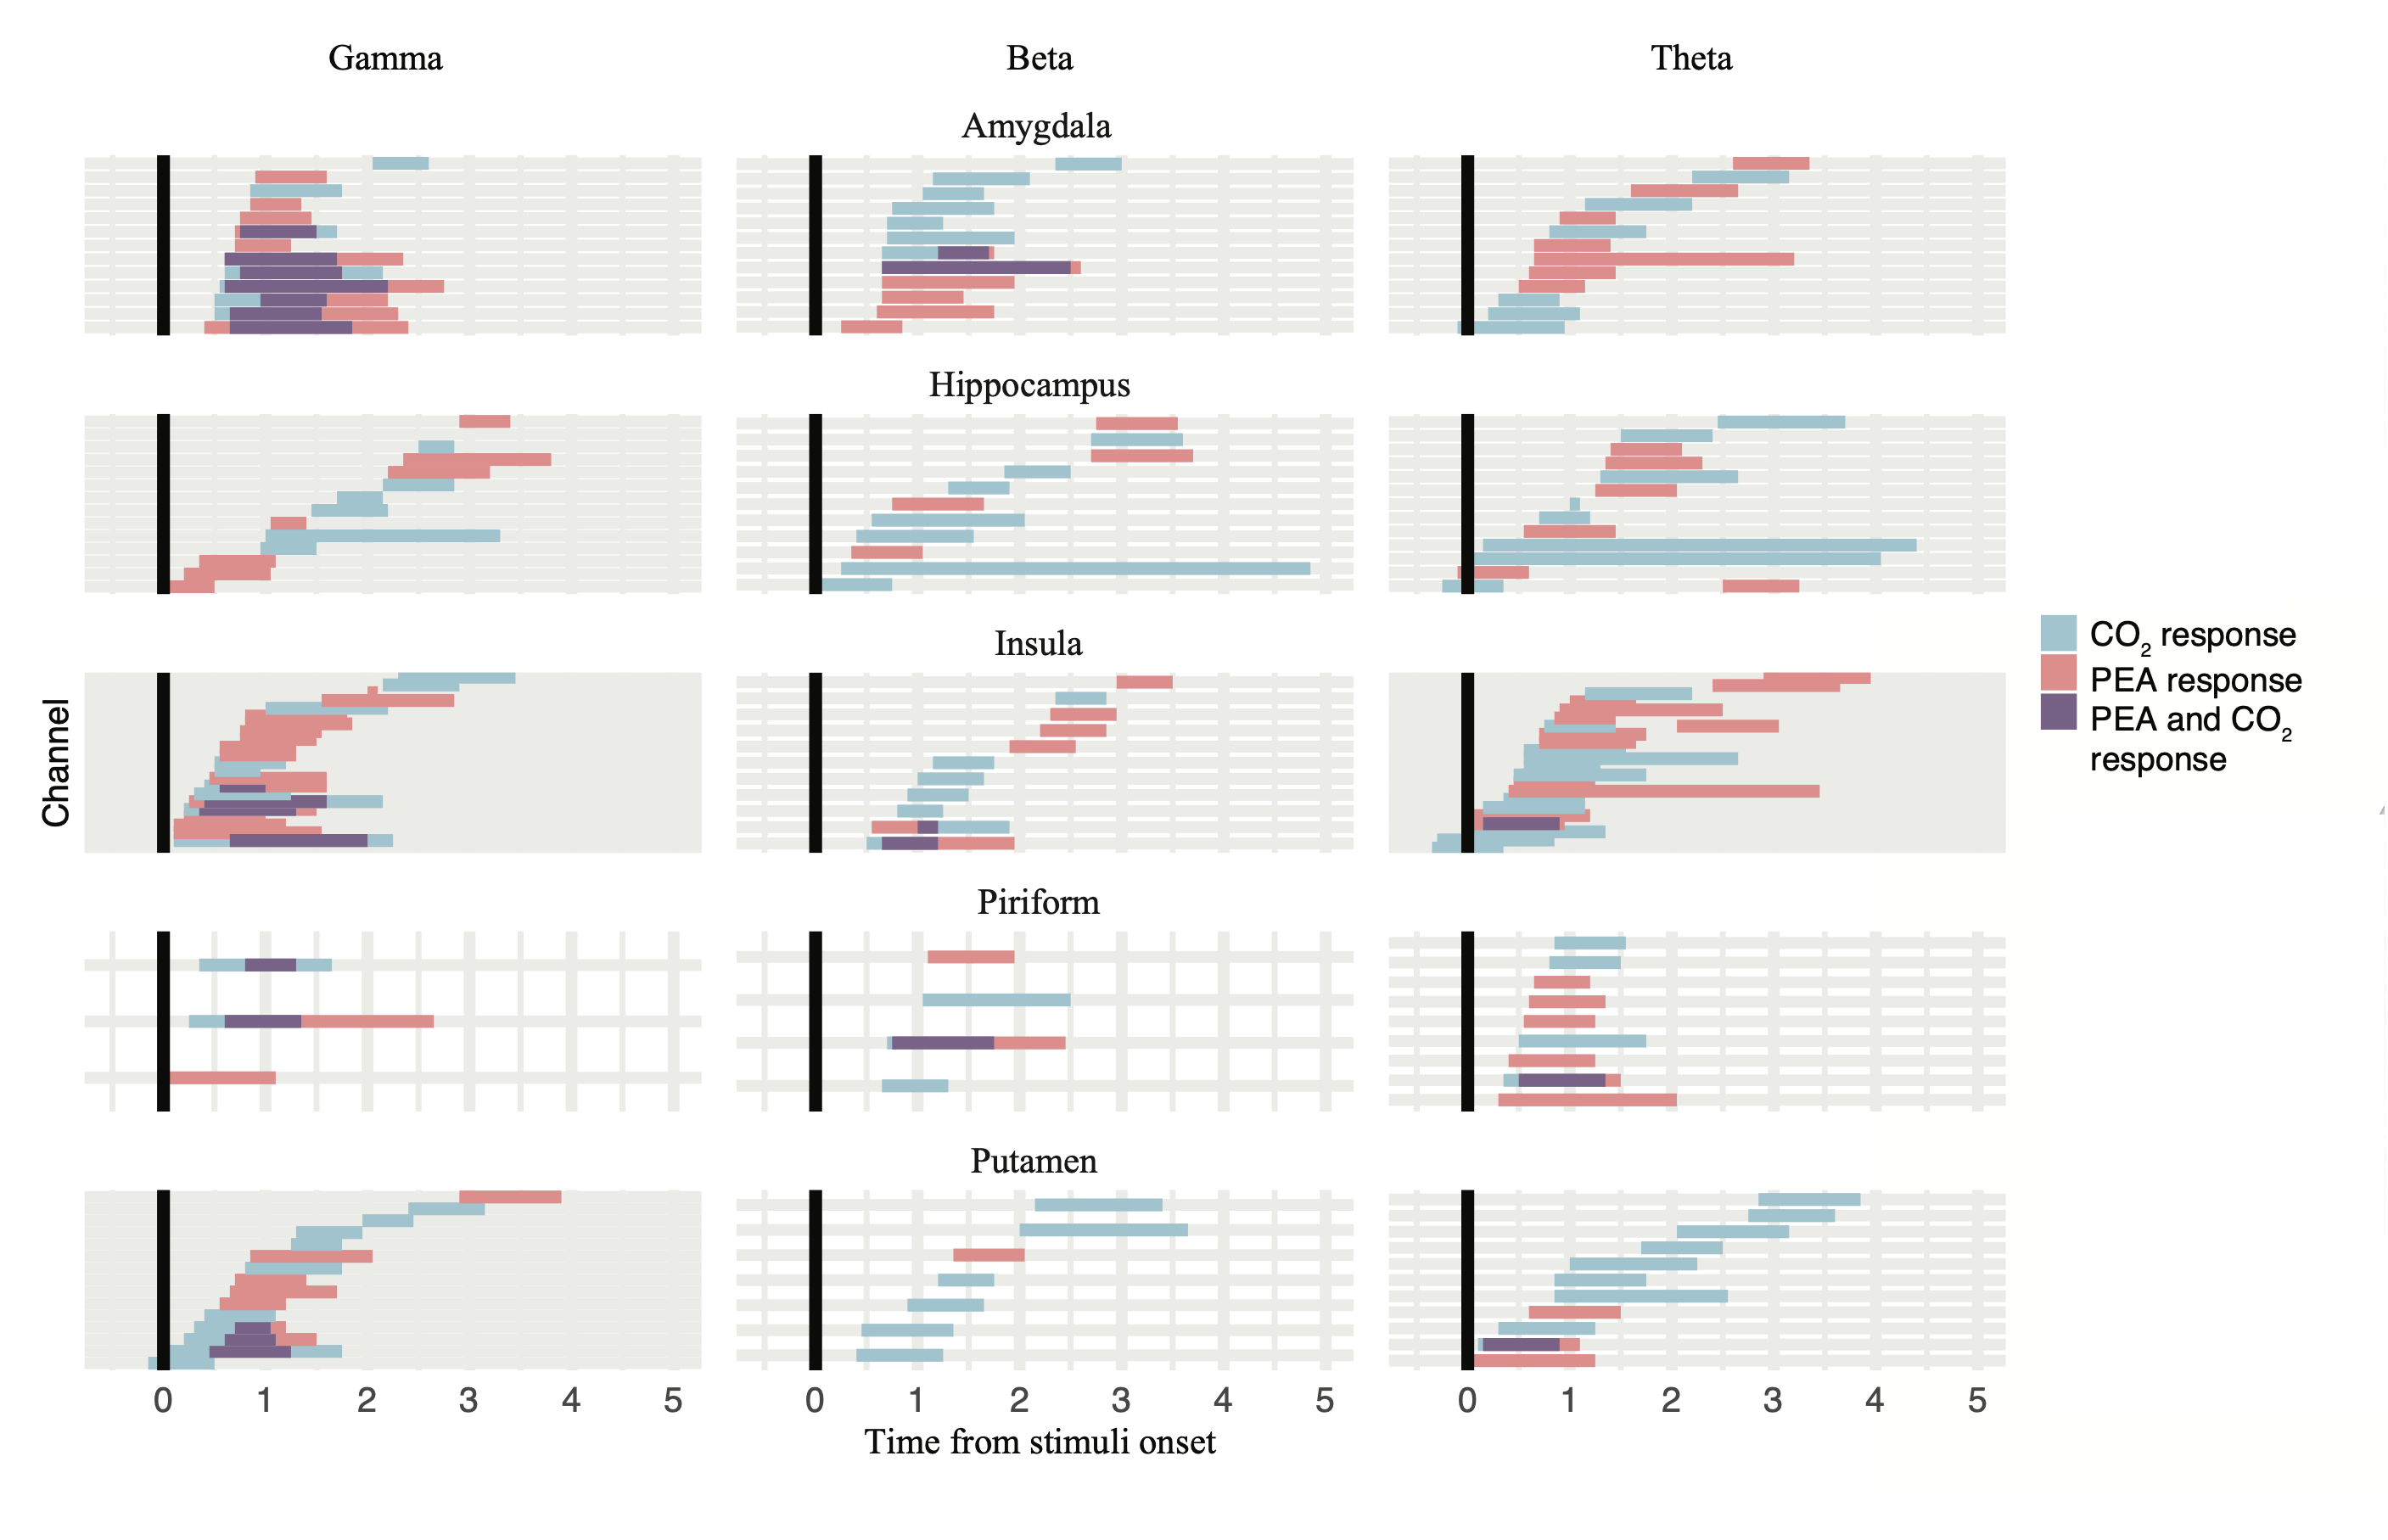 Gamma Beta Theta
Amygdala
Hippocampus
Insula
Piriform
Putamen
Channel
CO₂ response
PEA response
PEA and CO₂
response
0 1 2 3 4 5 0 1 2 3 4 5 0 1 2 3 4 5
Time from stimuli onset